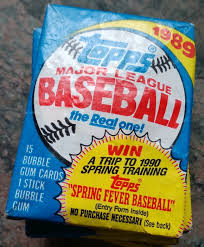 1989
Topps
MAJOR LEAGUE
BASEBALL
the Real one!
15
BUBBLE
GUM CARDS
1 STICK
BUBBLE
GUM
WIN
A TRIP TO 1990
SPRING TRAINING
Topps
"SPRING FEVER BASEBALL"
(Entry Form Inside)
NO PURCHASE NECESSARY (See back)